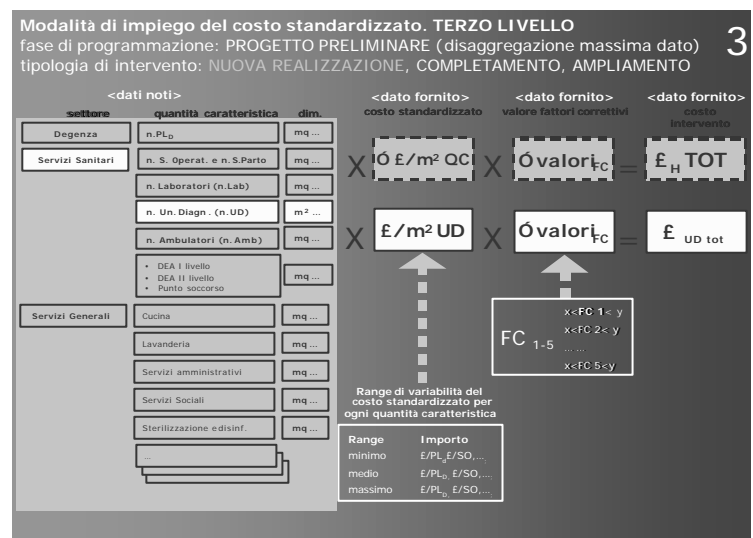 Modalità di impiego del costo standardizzato. TERZO LIVELLO
fase di programmazione: PROGETTO PRELIMINARE (disaggregazione massima dato)
tipologia di intervento: NUOVA REALIZZAZIONE, COMPLETAMENTO, AMPLIAMENTO
3
<dati noti>
settore quantità caratteristica dim.
<dato fornito>
costo standardizzato
<dato fornito>
valore fattori correttivi
<dato fornito>
costo
intervento
Degenza n.PLD mq ...
Servizi Sanitari n. S. Operat. e n.S.Parto mq ...
X Ó £/m² QC X Óvalori FC = £ H TOT
n. Laboratori (n.Lab) mq ...
n. Un.Diagn. (n.UD) m² ...
X £/m² UD X Óvalori FC = £ UD tot
n. Ambulatori (n.Amb) mq ...
• DEA I livello
• DEA II livello
• Punto soccorso
mq ...
Servizi Generali Cucina mq ...
Lavanderia mq ...
Servizi amministrativi mq ...
Servizi Sociali mq ...
Sterilizzazione e disinf. mq ...
...
FC 1-5
x<FC 1< y
x<FC 2< y
... ...
x<FC 5<y
Range di variabilità del
costo standardizzato per
ogni quantità caratteristica
Range Importo
minimo £/PLd£/SO,...;
medio £/PLD, £/SO,...;
massimo £/PLD, £/SO,...;